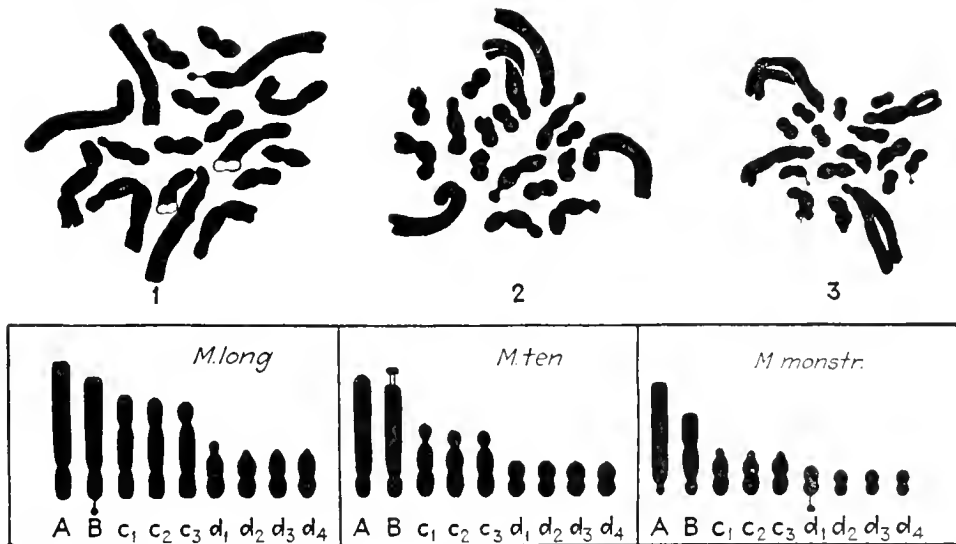 1 2 3
M.long M.ten M monstr.
A B c₁ c₂ c₃ d₁ d₂ d₃ d₄ A B c₁ c₂ c₃ d₁ d₂ d₃ d₄ A B c₁ c₂ c₃ d₁ d₂ d₃ d₄